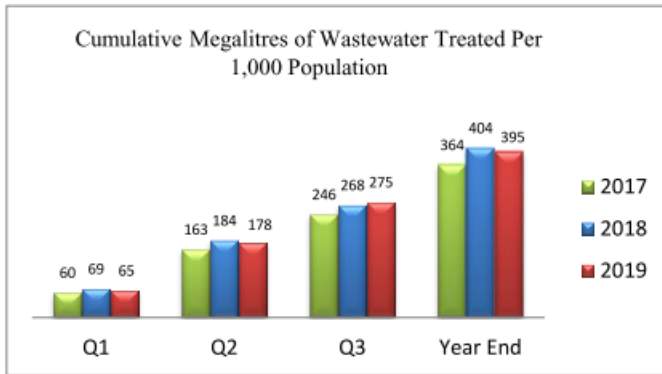 Cumulative Megalitres of Wastewater Treated Per
1,000 Population
60 69 65
163 184 178
246 268 275
364 404 395
Q1 Q2 Q3 Year End
2017
2018
2019